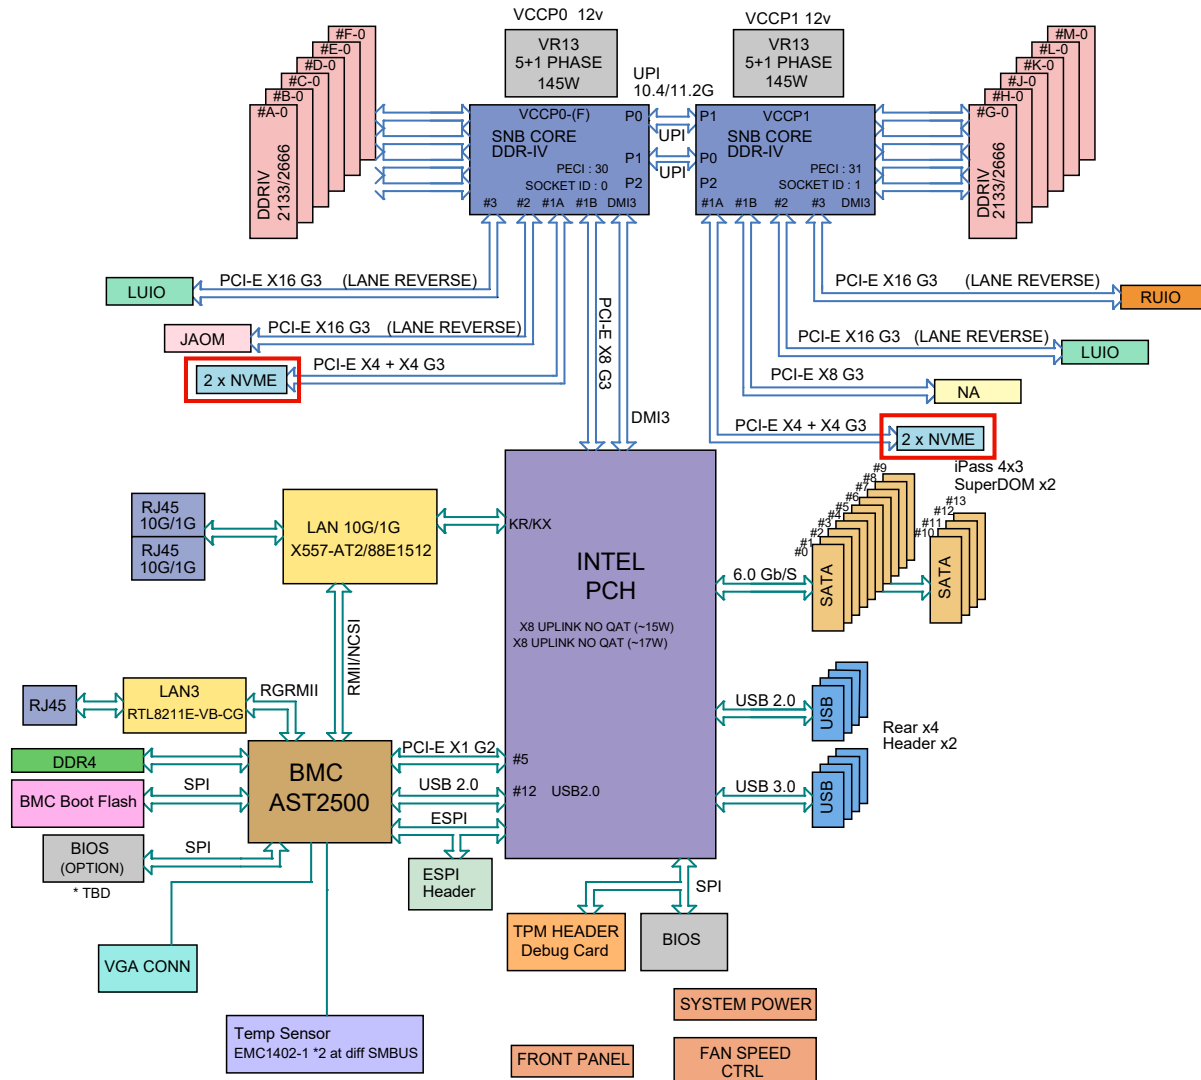 VCCP0 12v
VCCP1 12v
VR13
5+1 PHASE
145W
VR13
5+1 PHASE
145W
#F-0
#E-0
#D-0
#C-0
#B-0
#A-0
DDRIV
2133/2666
#M-0
#L-0
#K-0
#J-0
#H-0
#G-0
DDRIV
2133/2666
UPI
10.4/11.2G
UPI
UPI
VCCP0-(F)
P0
SNB CORE
DDR-IV
P1
PECI : 30
SOCKET ID : 0
P2
#3
#2
#1A
#1B
DMI3
P1
VCCP1
SNB CORE
DDR-IV
P0
PECI : 31
P2
SOCKET ID : 1
#1A
#1B
#2
#3
DMI3
PCI-E X16 G3 (LANE REVERSE)
LUIO
PCI-E X16 G3 (LANE REVERSE)
JAOM
PCI-E X4 + X4 G3
2 x NVME
PCI-E X8 G3
DMI3
PCI-E X16 G3 (LANE REVERSE)
RUIO
PCI-E X16 G3 (LANE REVERSE)
LUIO
PCI-E X8 G3
NA
PCI-E X4 + X4 G3
2 x NVME
iPass 4x3
SuperDOM x2
RJ45
10G/1G
RJ45
10G/1G
LAN 10G/1G
X557-AT2/88E1512
KR/KX
INTEL
PCH
X8 UPLINK NO QAT (~15W)
X8 UPLINK NO QAT (~17W)
6.0 Gb/S
#0
#1
#2
#3
#4
#5
#6
#7
#8
#9
SATA
#10
#11
#12
#13
SATA
RMII/NCSI
RJ45
LAN3
RTL8211E-VB-CG
RGRMII
USB 2.0
USB
Rear x4
Header x2
USB 3.0
USB
DDR4
BMC Boot Flash
SPI
BIOS
(OPTION)
* TBD
SPI
BMC
AST2500
PCI-E X1 G2
#5
USB 2.0
#12 USB2.0
ESPI
ESPI
Header
SPI
TPM HEADER
Debug Card
BIOS
VGA CONN
Temp Sensor
EMC1402-1 *2 at diff SMBUS
SYSTEM POWER
FRONT PANEL
FAN SPEED
CTRL